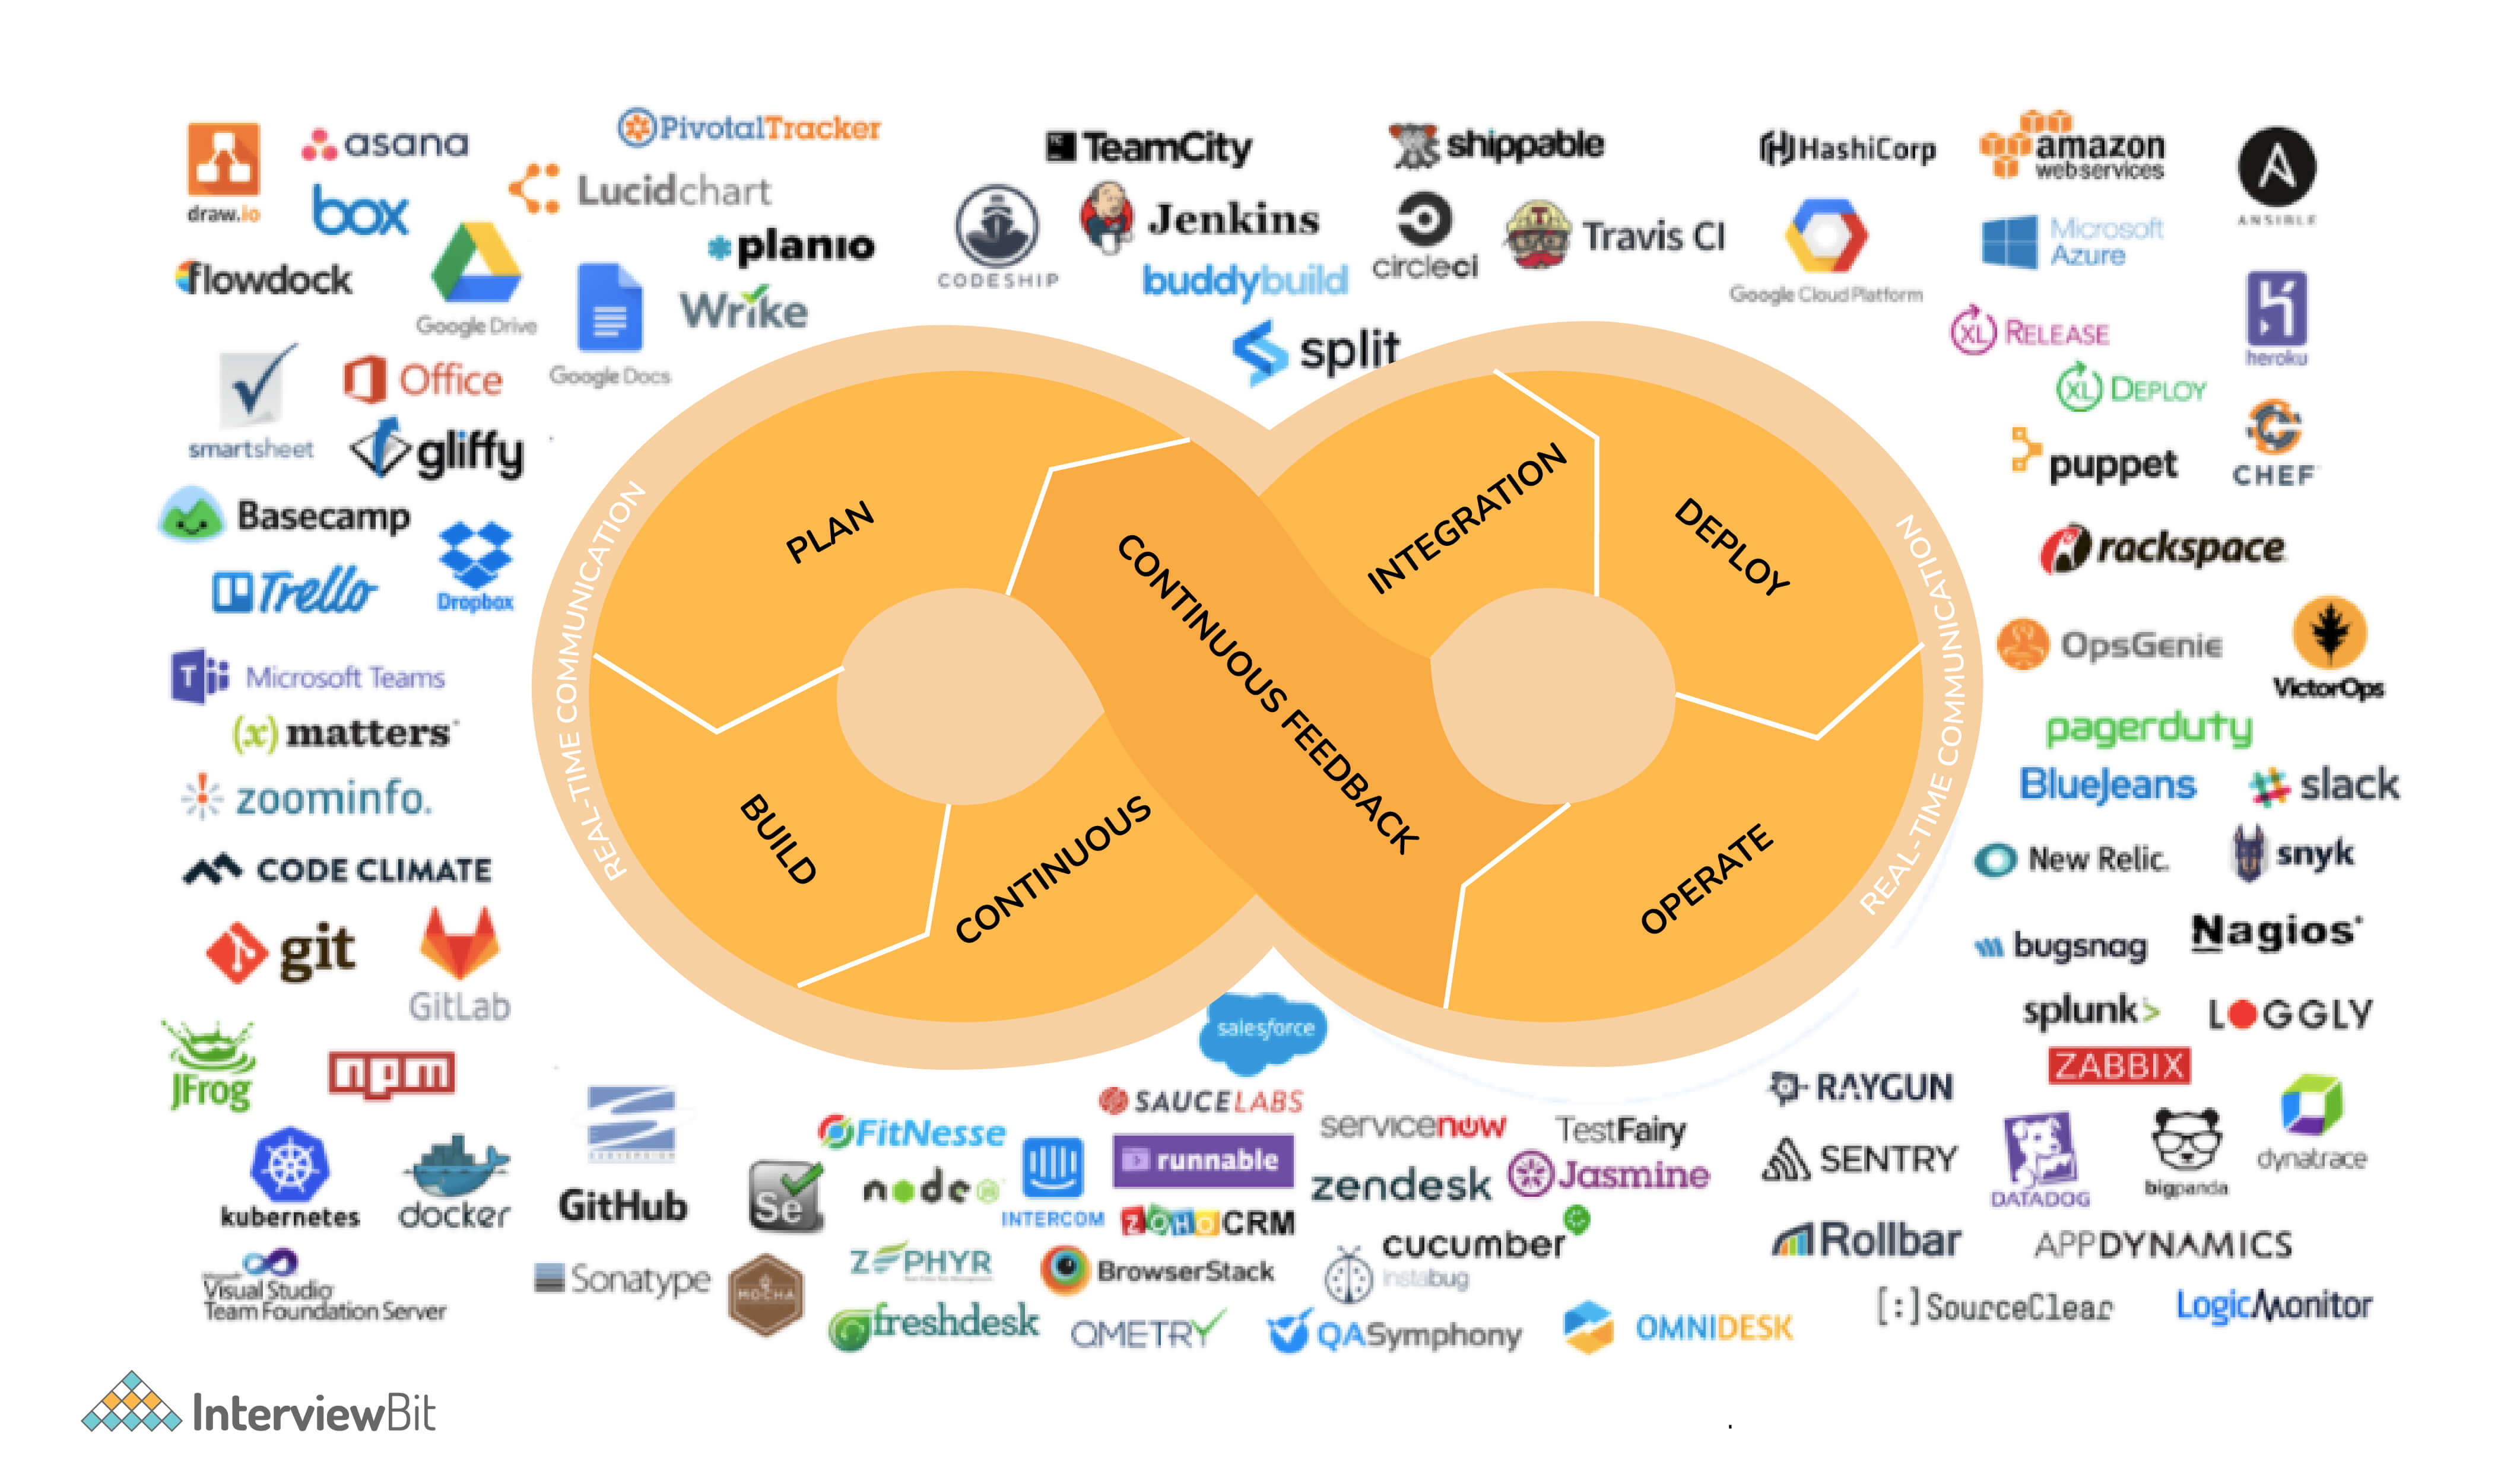 draw.io
asana
PivotalTracker
box
Lucidchart
planio
flowdock
Google Drive
Google Docs
Wrike
smartsheet
Office
gliffy
Basecamp
Trello
Dropbox
Microsoft Teams
(x) matters
zoominfo.
CODE CLIMATE
git
GitLab
JFrog
npm
kubernetes
docker
Visual Studio
Team Foundation Server
SUBVERSION
GitHub
Sonatype
TeamCity
shippable
CODESHIP
Jenkins
circleci
Travis CI
buddybuild
split
HashiCorp
amazon
webservices
ANSIBLE
Google Cloud Platform
Microsoft
Azure
XL RELEASE
heroku
XL DEPLOY
puppet
CHEF
rackspace
OpsGenie
VictorOps
pagerduty
BlueJeans
slack
New Relic.
snyk
bugsnag
Nagios
splunk>
LOGGLY
ZABBIX
RAYGUN
SENTRY
DATADOG
bigpanda
dynatrace
Rollbar
APPDYNAMICS
[:]SourceClear
LogicMonitor
REAL-TIME COMMUNICATION
PLAN
BUILD
CONTINUOUS
CONTINUOUS FEEDBACK
INTEGRATION
DEPLOY
OPERATE
REAL-TIME COMMUNICATION
salesforce
SAUCELABS
FitNesse
servicenow
TestFairy
Se
node
JS
INTERCOM
runnable
zendesk
Jasmine
ZOHO CRM
cucumber
MOCHA
ZEPHYR
BrowserStack
instabug
freshdesk
QMETRY
QASymphony
OMNIDESK
InterviewBit